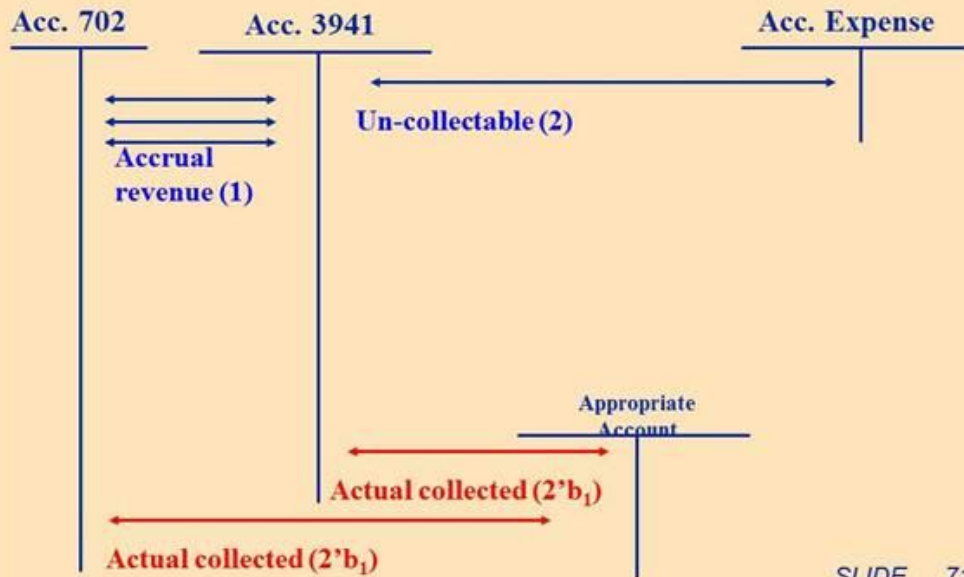 Acc. 702
Acc. 3941
Acc. Expense
Un-collectable (2)
Accrual
revenue (1)
Appropriate
Account
Actual collected (2’b₁)
Actual collected (2’b₁)
SLIDE